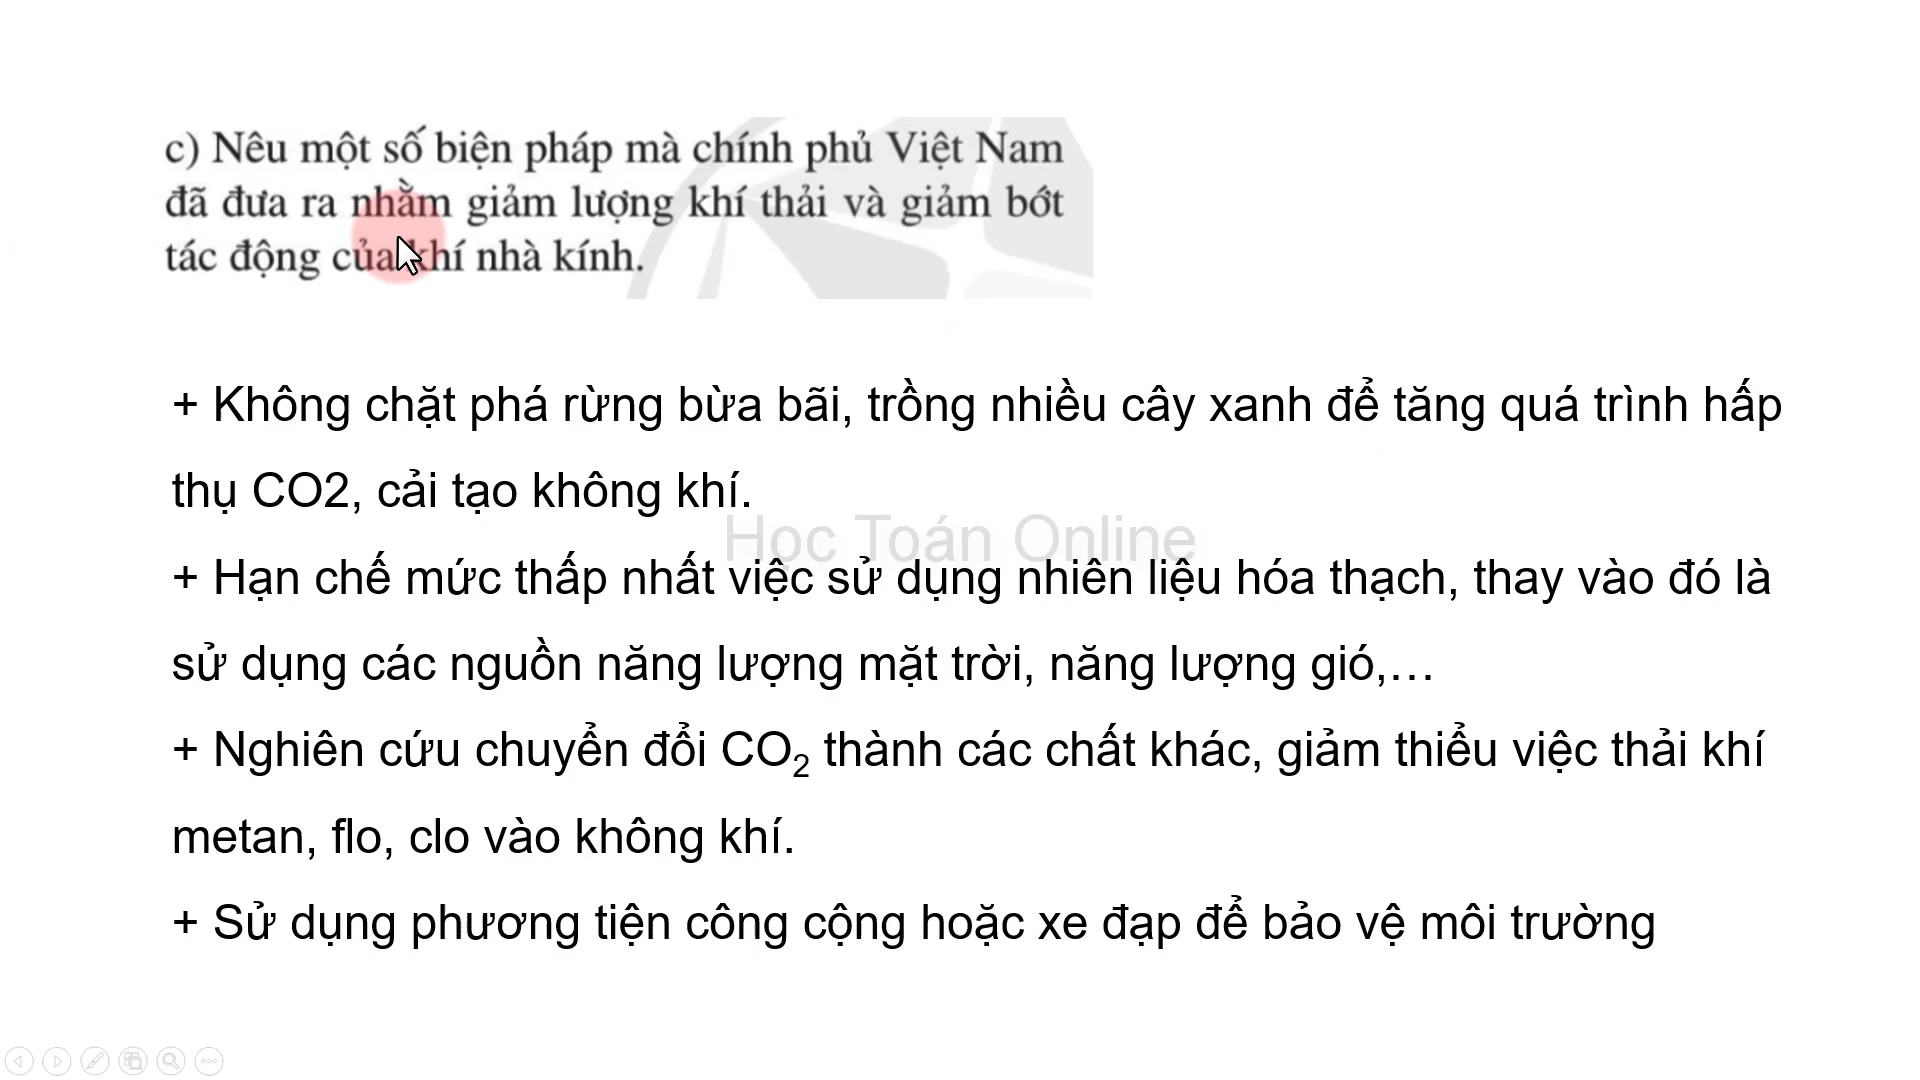 c) Nêu một số biện pháp mà chính phủ Việt Nam
đã đưa ra nhằm giảm lượng khí thải và giảm bớt
tác động của khí nhà kính.
+ Không chặt phá rừng bừa bãi, trồng nhiều cây xanh để tăng quá trình hấp
thụ CO2, cải tạo không khí.
Học Toán Online
+ Hạn chế mức thấp nhất việc sử dụng nhiên liệu hóa thạch, thay vào đó là
sử dụng các nguồn năng lượng mặt trời, năng lượng gió,…
+ Nghiên cứu chuyển đổi CO₂ thành các chất khác, giảm thiểu việc thải khí
metan, flo, clo vào không khí.
+ Sử dụng phương tiện công cộng hoặc xe đạp để bảo vệ môi trường